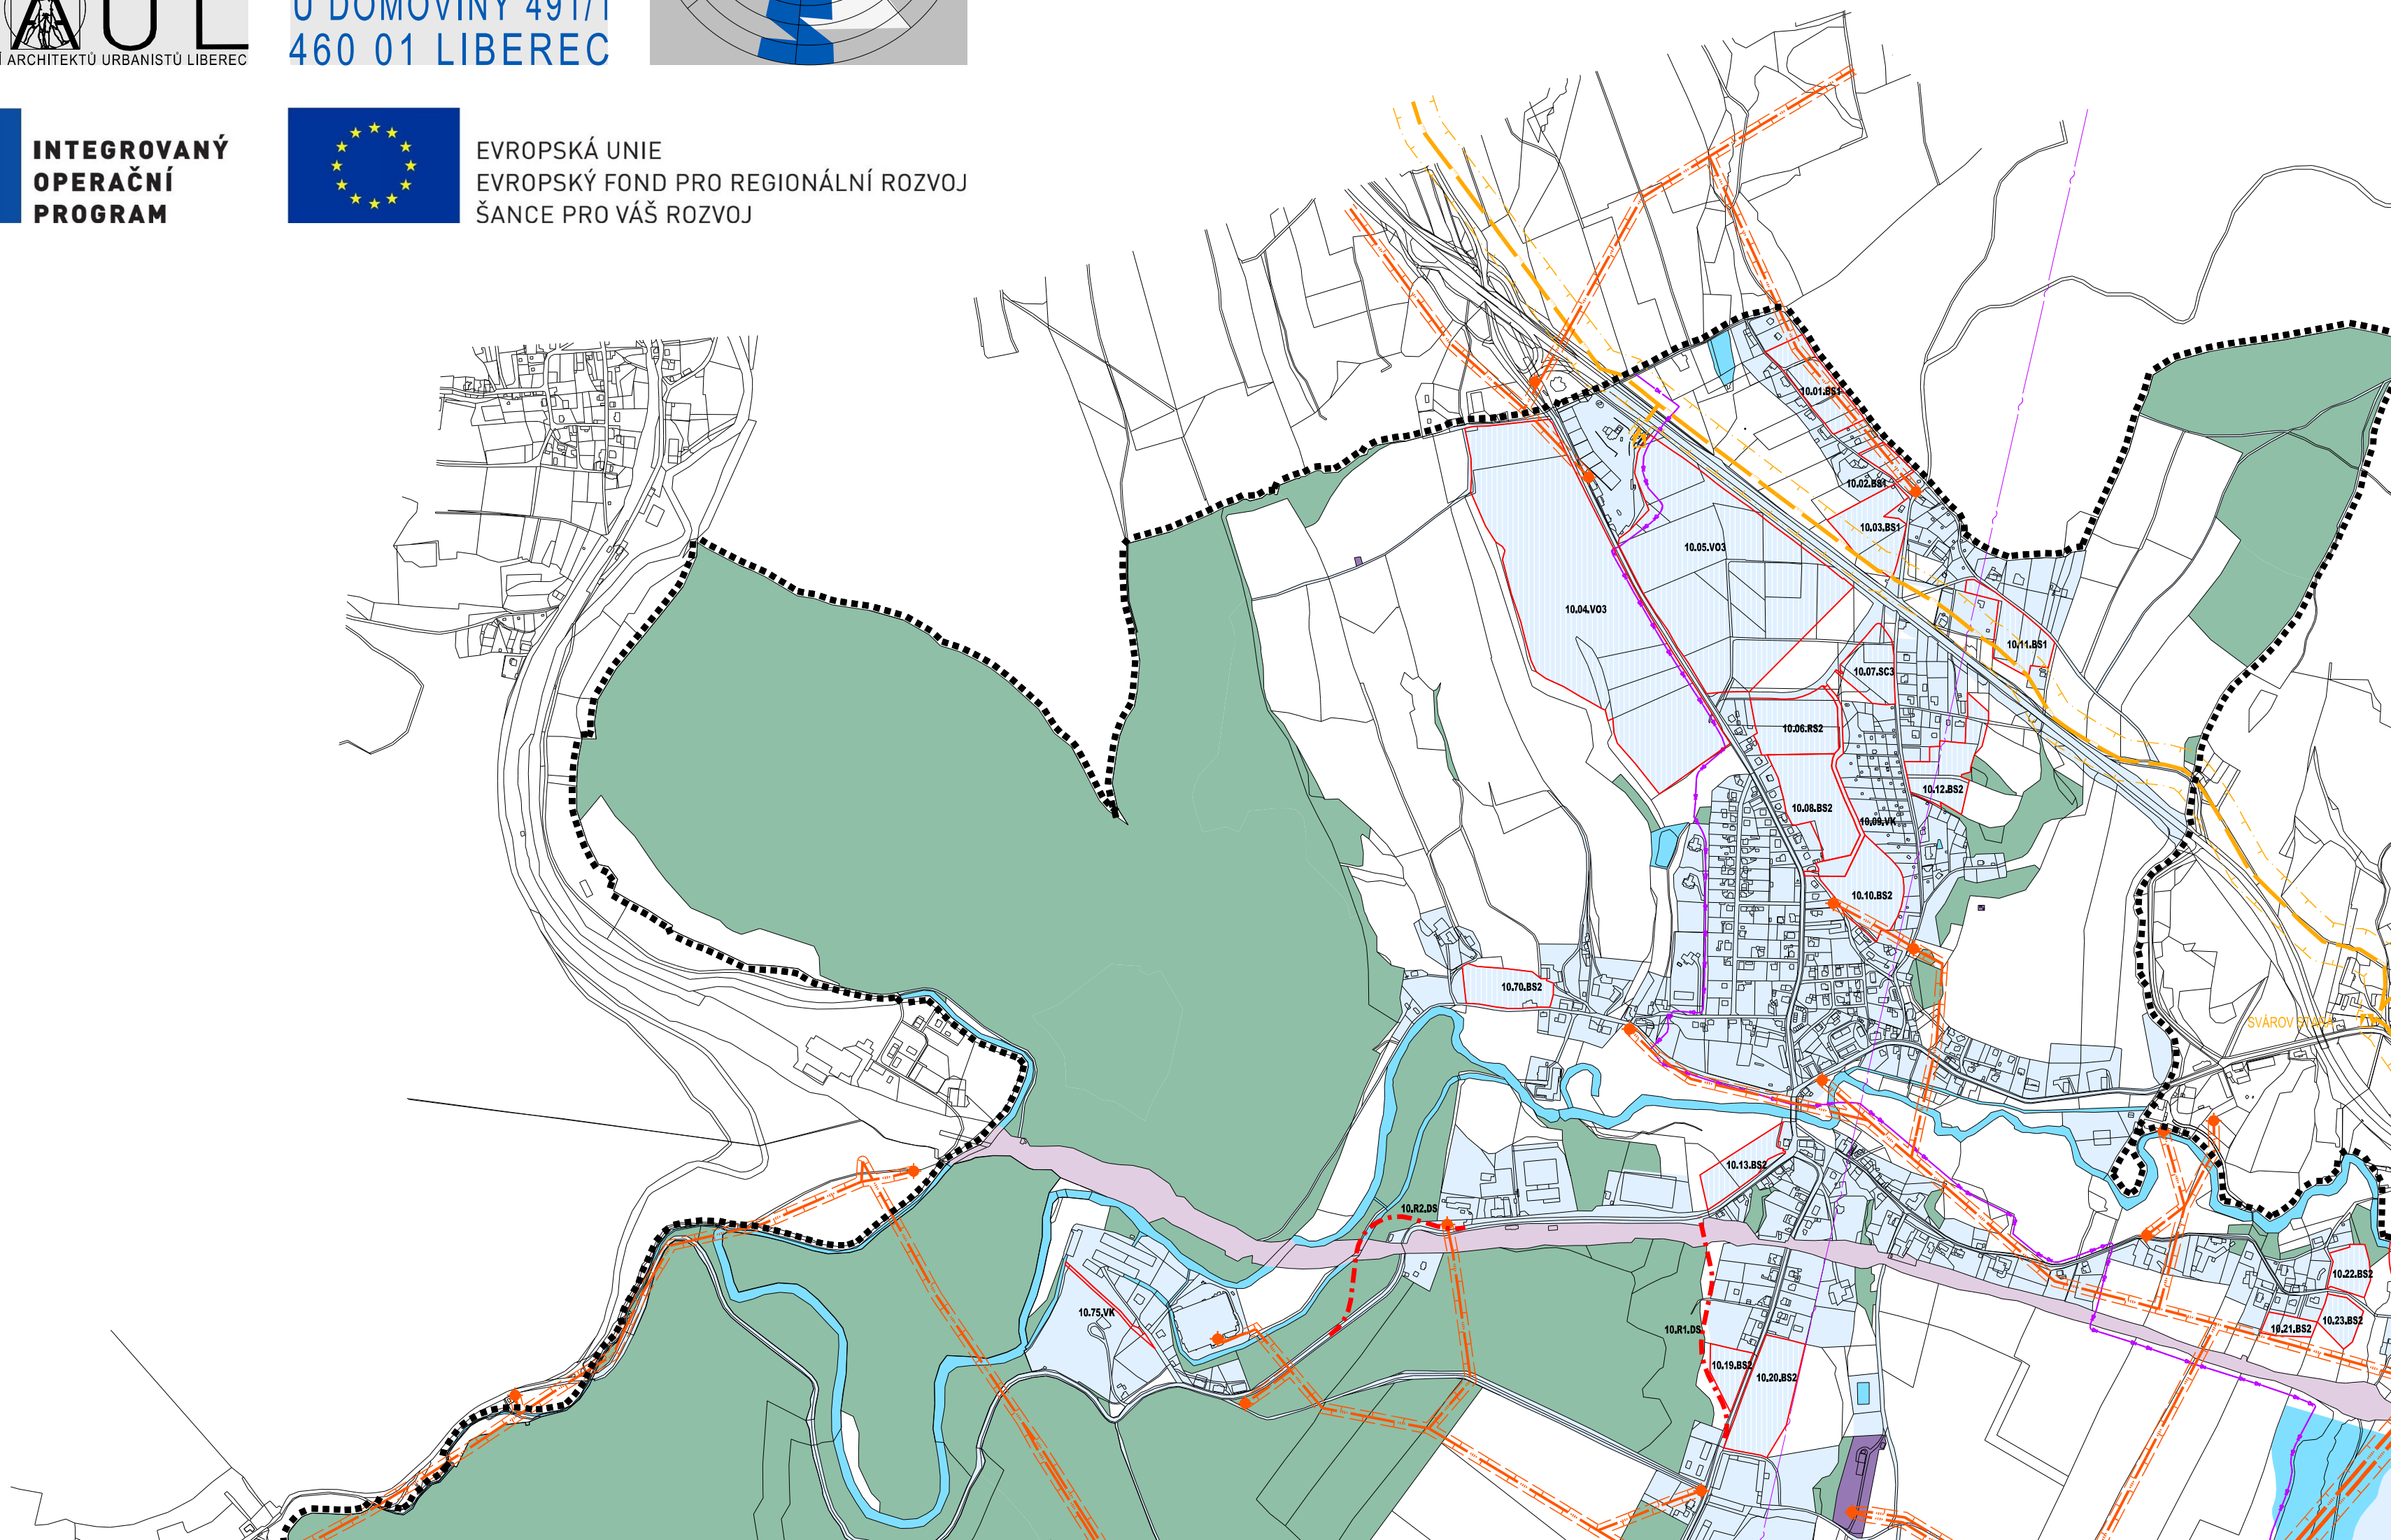 AUL
Í ARCHITEKTŮ URBANISTŮ LIBEREC
U DOMOVINY 491/1
460 01 LIBEREC
INTEGROVANÝ
OPERAČNÍ
PROGRAM
EVROPSKÁ UNIE
EVROPSKÝ FOND PRO REGIONÁLNÍ ROZVOJ
ŠANCE PRO VÁŠ ROZVOJ
10.01.BS1
10.02.BS1
10.03.BS1
10.05.VO3
10.04.VO3
10.11.BS1
10.07.SC3
10.06.RS2
10.12.BS2
10.08.BS2
10.09.VK
10.10.BS2
10.70.BS2
SVÁROV STARÁ
10.13.BS2
10.R2.DS
10.22.BS2
10.75.VK
10.23.BS2
10.21.BS2
10.R1.DS
10.19.BS2
10.20.BS2